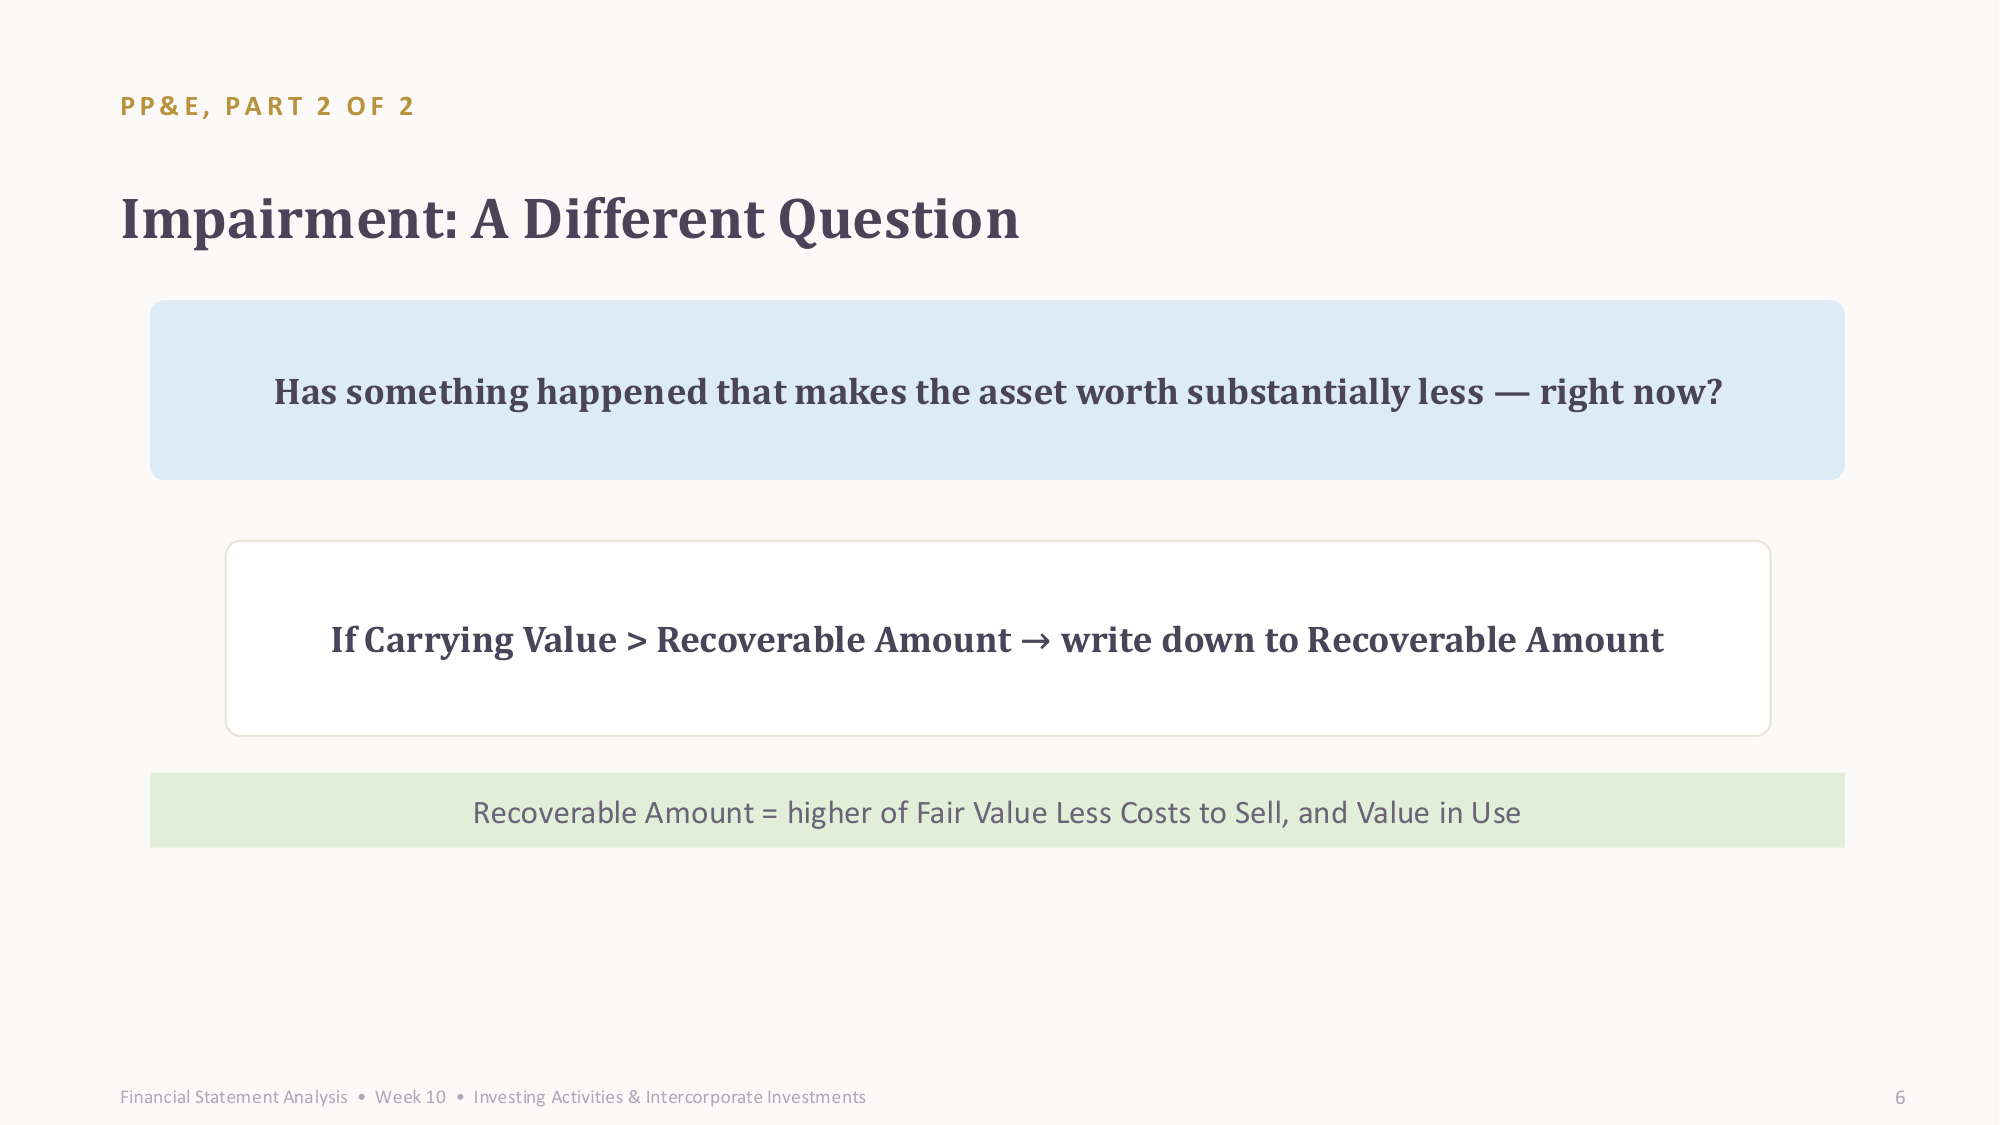 PP&E, PART 2 OF 2
Impairment: A Different Question
Has something happened that makes the asset worth substantially less — right now?
If Carrying Value > Recoverable Amount → write down to Recoverable Amount
Recoverable Amount = higher of Fair Value Less Costs to Sell, and Value in Use
Financial Statement Analysis • Week 10 • Investing Activities & Intercorporate Investments
6